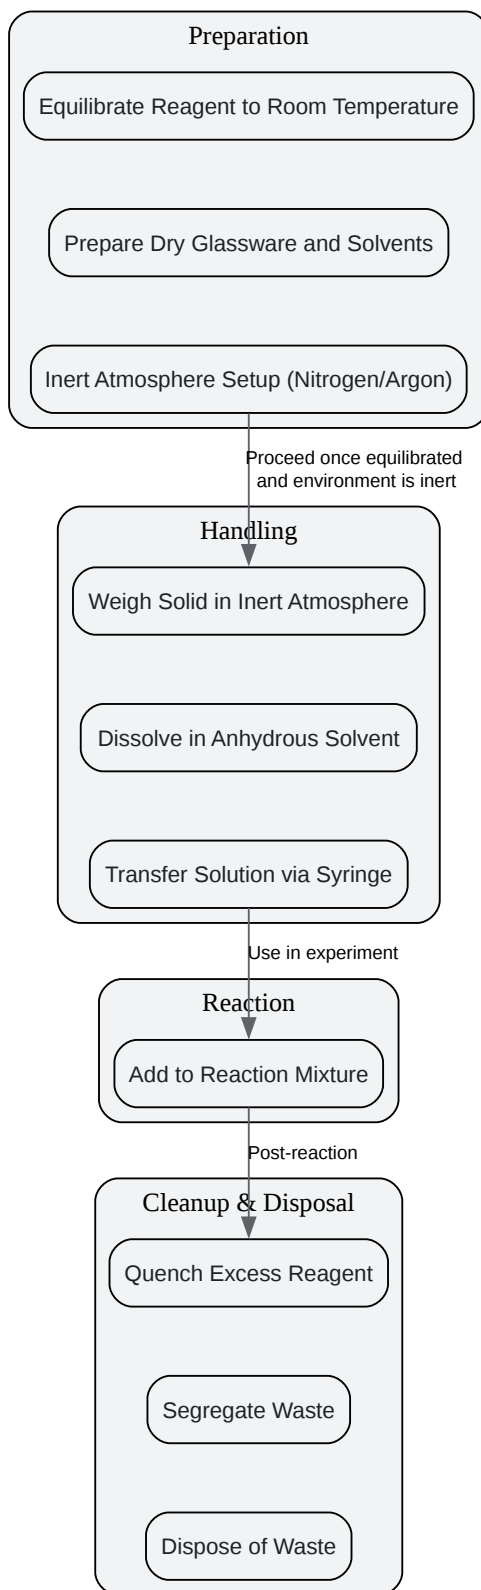 Preparation
Equilibrate Reagent to Room Temperature
Prepare Dry Glassware and Solvents
Inert Atmosphere Setup (Nitrogen/Argon)
Proceed once equilibrated
and environment is inert
Handling
Weigh Solid in Inert Atmosphere
Dissolve in Anhydrous Solvent
Transfer Solution via Syringe
Use in experiment
Reaction
Add to Reaction Mixture
Post-reaction
Cleanup & Disposal
Quench Excess Reagent
Segregate Waste
Dispose of Waste